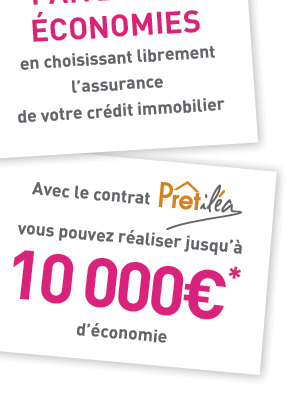 ÉCONOMIES
en choisissant librement
l'assurance
de votre crédit immobilier
Avec le contrat Prêtiléa
vous pouvez réaliser jusqu'à
10 000€*
d'économie